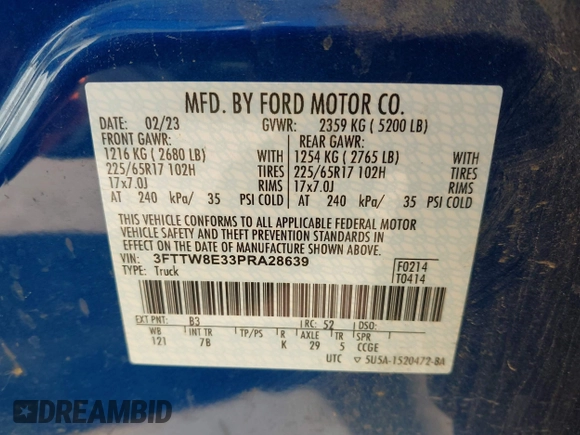 MFD. BY FORD MOTOR CO.
DATE: 02/23 GVWR: 2359 KG ( 5200 LB)
FRONT GAWR: REAR GAWR:
1216 KG ( 2680 LB) WITH 1254 KG ( 2765 LB) WITH
225/65R17 102H TIRES 225/65R17 102H TIRES
17x7.0J RIMS 17x7.0J RIMS
AT 240 kPa/ 35 PSI COLD AT 240 kPa/ 35 PSI COLD
THIS VEHICLE CONFORMS TO ALL APPLICABLE FEDERAL MOTOR
VEHICLE SAFETY AND THEFT PREVENTION STANDARDS IN
EFFECT ON THE DATE OF MANUFACTURE SHOWN ABOVE.
VIN: 3FTTW8E33PRA28639 F0214
TYPE: Truck T0414
EXT PNT: B3 RC: 52 DSO:
WB INT TR TP/PS R AXLE TR SPR
121 7B K 29 5 CCGE
UTC ▽ 5U5A-1520472-BA
DREAMBID